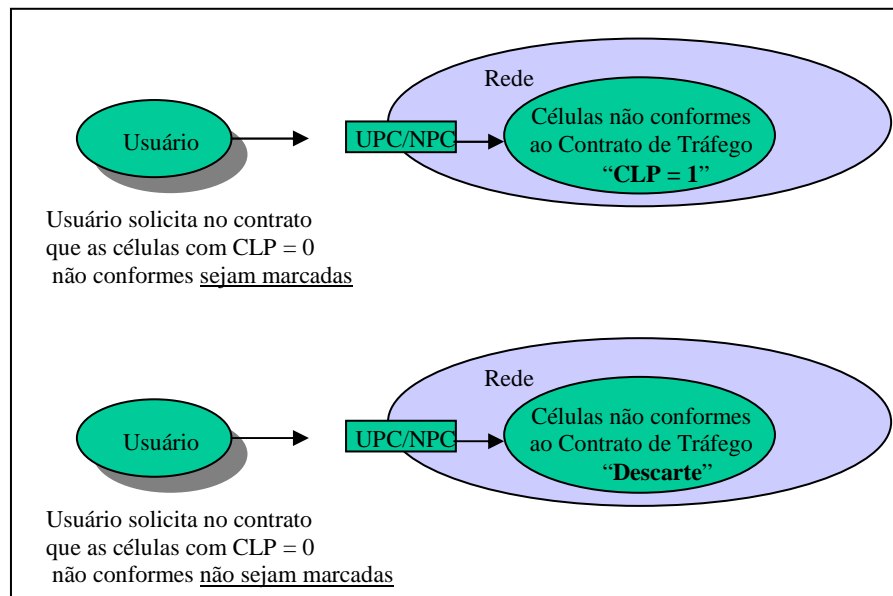 Rede
Usuário
UPC/NPC
Células não conformes
ao Contrato de Tráfego
“CLP = 1”
Usuário solicita no contrato
que as células com CLP = 0
não conformes sejam marcadas
Rede
Usuário
UPC/NPC
Células não conformes
ao Contrato de Tráfego
“Descarte”
Usuário solicita no contrato
que as células com CLP = 0
não conformes não sejam marcadas